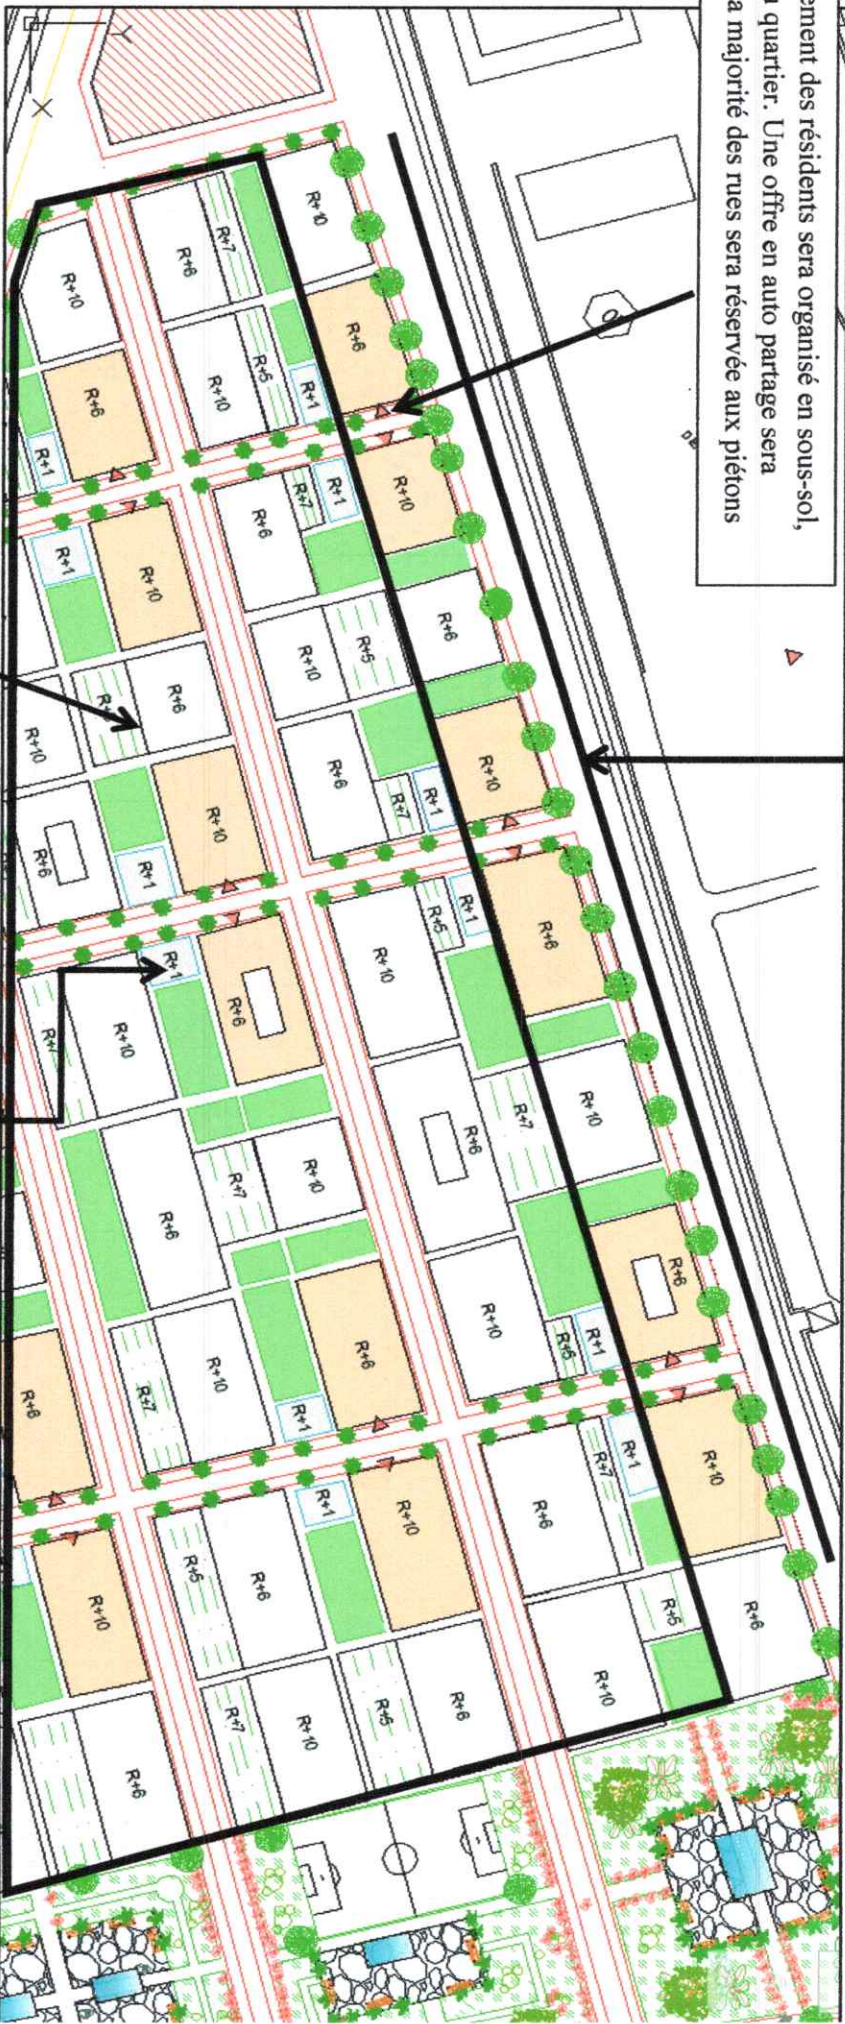 ement des résidents sera organisé en sous-sol,
quartier. Une offre en auto partage sera
a majorité des rues sera réservée aux piétons
Y
X
R+10
R+7
R+6
R+10
R+6
R+1
R+5
R+10
R+6
R+1
R+10
R+1
R+7
R+6
R+10
R+1
R+6
R+5
R+10
R+6
R+10
R+10
R+1
R+7
R+6
R+10
R+1
R+6
R+6
R+1
R+5
R+10
R+6
R+1
R+10
R+10
R+7
R+6
R+10
R+7
R+6
R+6
R+1
R+5
R+10
R+6
R+1
R+10
R+7
R+6
R+10
R+1
R+7
R+6
R+10
R+1
R+6
R+5
R+10
R+6
R+5
R+10
R+6
R+5
R+10
R+7
R+6